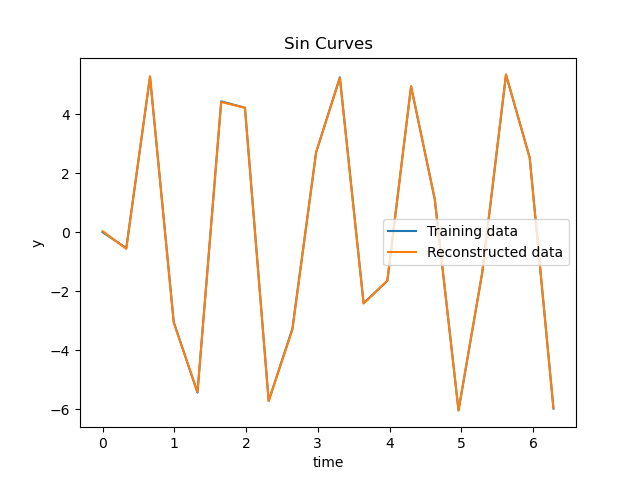 Sin Curves
4
2
0
−2
−4
−6
y
Training data
Reconstructed data
0 1 2 3 4 5 6
time